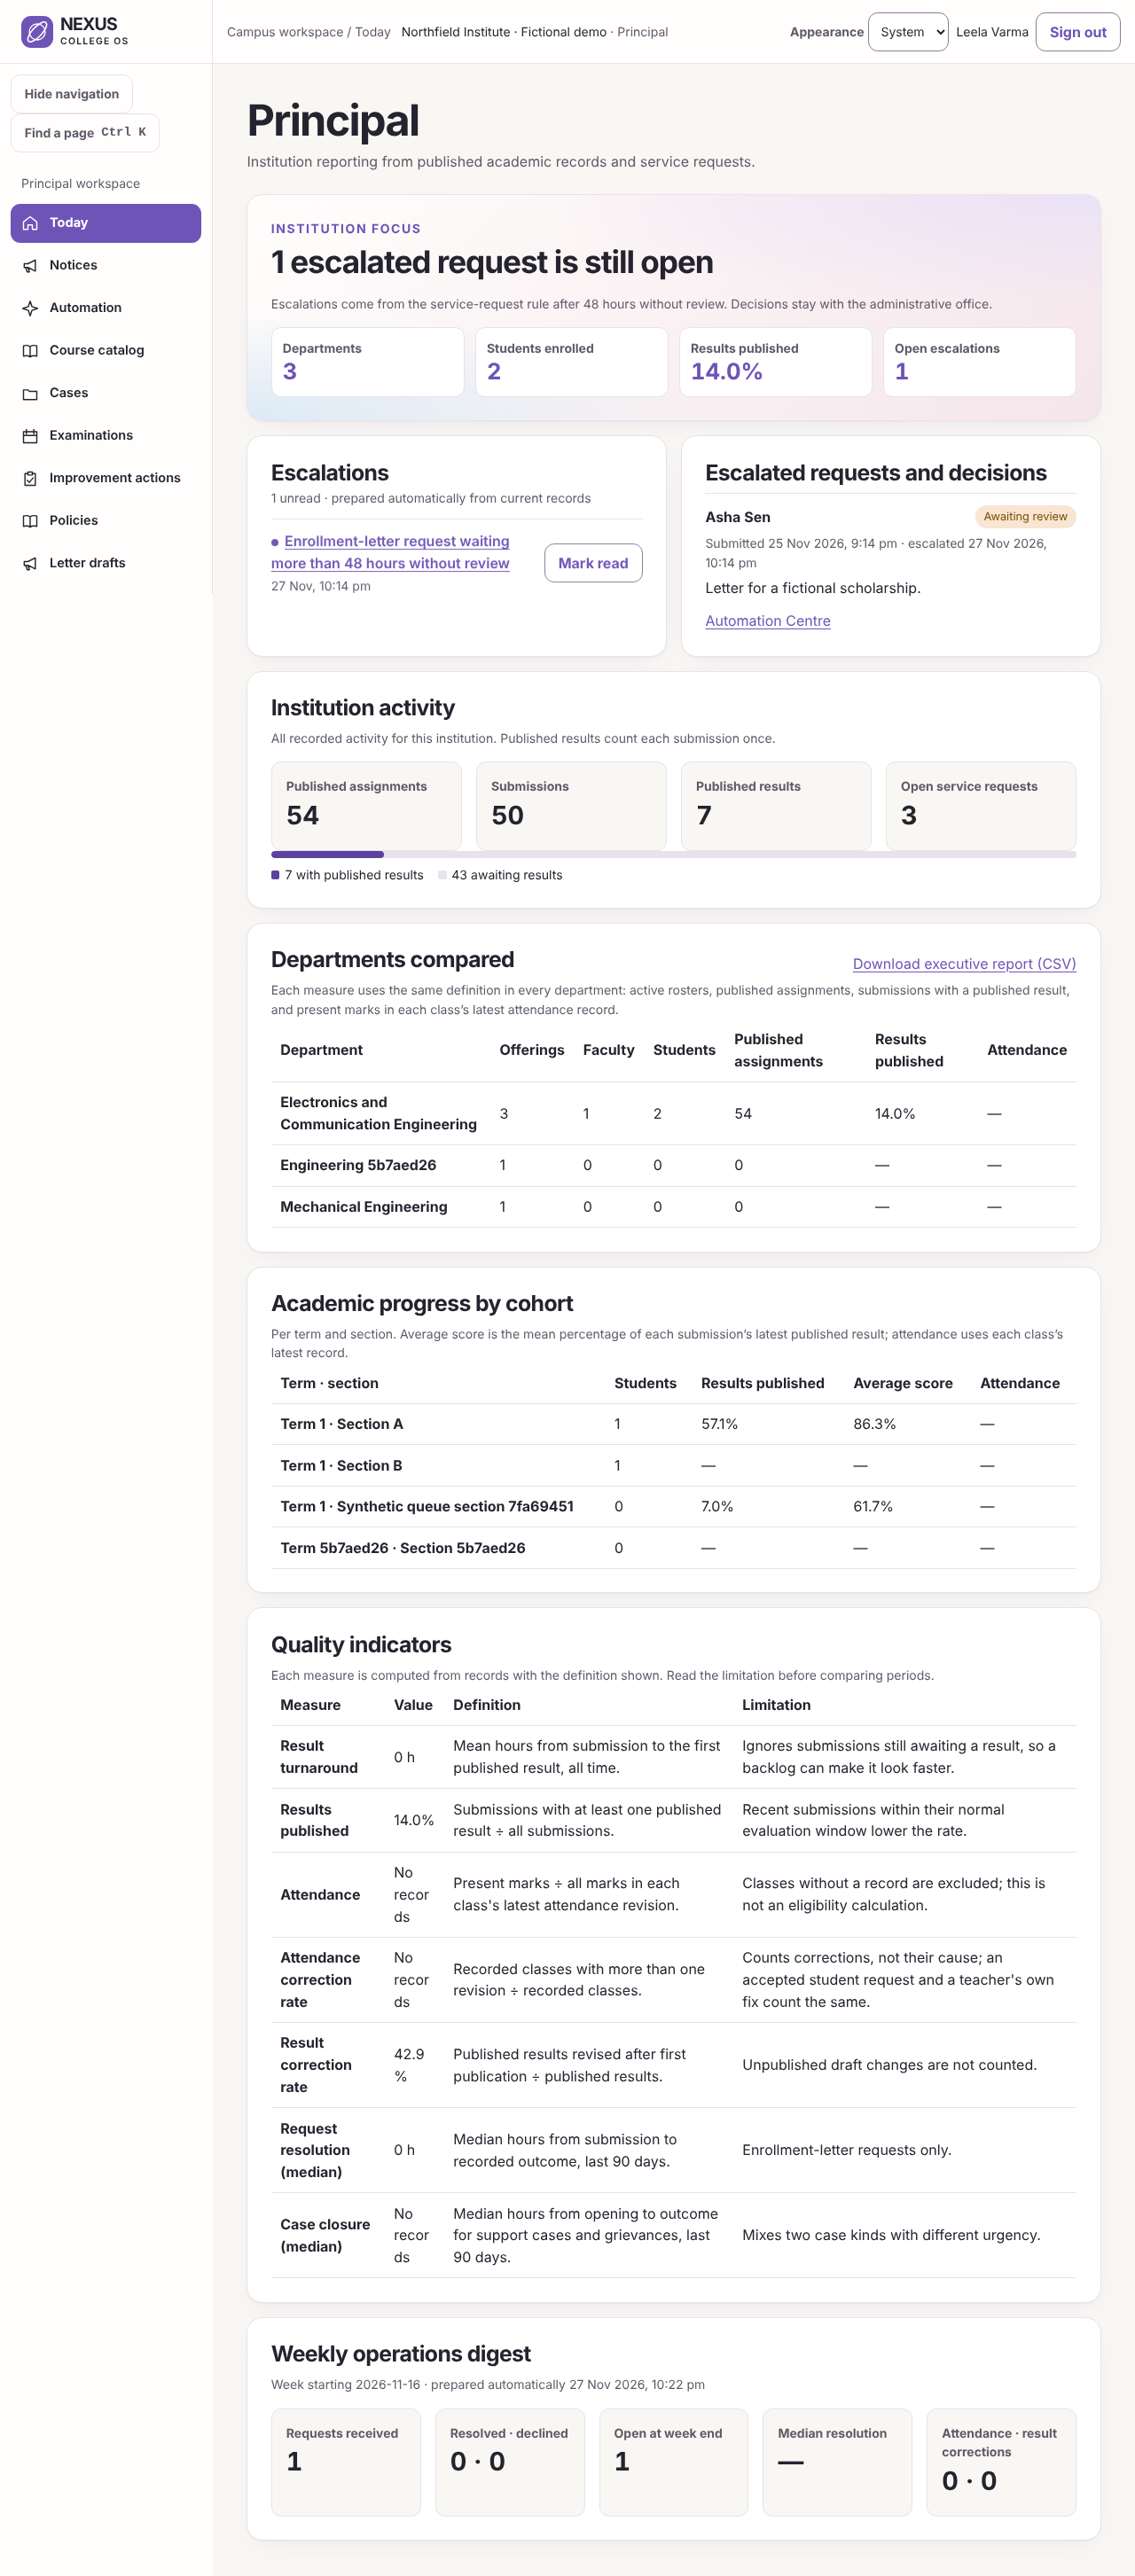 NEXUS
COLLEGE OS
Campus workspace / Today Northfield Institute · Fictional demo · Principal
Appearance System Leela Varma Sign out
Hide navigation
Find a page Ctrl K
Principal workspace
Today
Notices
Automation
Course catalog
Cases
Examinations
Improvement actions
Policies
Letter drafts
Principal
Institution reporting from published academic records and service requests.
INSTITUTION FOCUS
1 escalated request is still open
Escalations come from the service-request rule after 48 hours without review. Decisions stay with the administrative office.
Departments
3
Students enrolled
2
Results published
14.0%
Open escalations
1
Escalations
1 unread · prepared automatically from current records
Enrollment-letter request waiting
more than 48 hours without review
27 Nov, 10:14 pm
Mark read
Escalated requests and decisions
Asha Sen
Awaiting review
Submitted 25 Nov 2026, 9:14 pm · escalated 27 Nov 2026,
10:14 pm
Letter for a fictional scholarship.
Automation Centre
Institution activity
All recorded activity for this institution. Published results count each submission once.
Published assignments
54
Submissions
50
Published results
7
Open service requests
3
7 with published results 43 awaiting results
Departments compared
Download executive report (CSV)
Each measure uses the same definition in every department: active rosters, published assignments, submissions with a published result,
and present marks in each class’s latest attendance record.
Department Offerings Faculty Students Published assignments Results published Attendance
Electronics and
Communication Engineering 3 1 2 54 14.0% —
Engineering 5b7aed26 1 0 0 0 — —
Mechanical Engineering 1 0 0 0 — —
Academic progress by cohort
Per term and section. Average score is the mean percentage of each submission’s latest published result; attendance uses each class’s
latest record.
Term · section Students Results published Average score Attendance
Term 1 · Section A 1 57.1% 86.3% —
Term 1 · Section B 1 — — —
Term 1 · Synthetic queue section 7fa69451 0 7.0% 61.7% —
Term 5b7aed26 · Section 5b7aed26 0 — — —
Quality indicators
Each measure is computed from records with the definition shown. Read the limitation before comparing periods.
Measure Value Definition Limitation
Result
turnaround
0 h
Mean hours from submission to the first
published result, all time.
Ignores submissions still awaiting a result, so a
backlog can make it look faster.
Results
published
14.0%
Submissions with at least one published
result ÷ all submissions.
Recent submissions within their normal
evaluation window lower the rate.
Attendance
No
recor
ds
Present marks ÷ all marks in each
class's latest attendance revision.
Classes without a record are excluded; this is
not an eligibility calculation.
Attendance
correction
rate
No
recor
ds
Recorded classes with more than one
revision ÷ recorded classes.
Counts corrections, not their cause; an
accepted student request and a teacher's own
fix count the same.
Result
correction
rate
42.9
%
Published results revised after first
publication ÷ published results.
Unpublished draft changes are not counted.
Request
resolution
(median)
0 h
Median hours from submission to
recorded outcome, last 90 days.
Enrollment-letter requests only.
Case closure
(median)
No
recor
ds
Median hours from opening to outcome
for support cases and grievances, last
90 days.
Mixes two case kinds with different urgency.
Weekly operations digest
Week starting 2026-11-16 · prepared automatically 27 Nov 2026, 10:22 pm
Requests received
1
Resolved · declined
0 · 0
Open at week end
1
Median resolution
—
Attendance · result
corrections
0 · 0